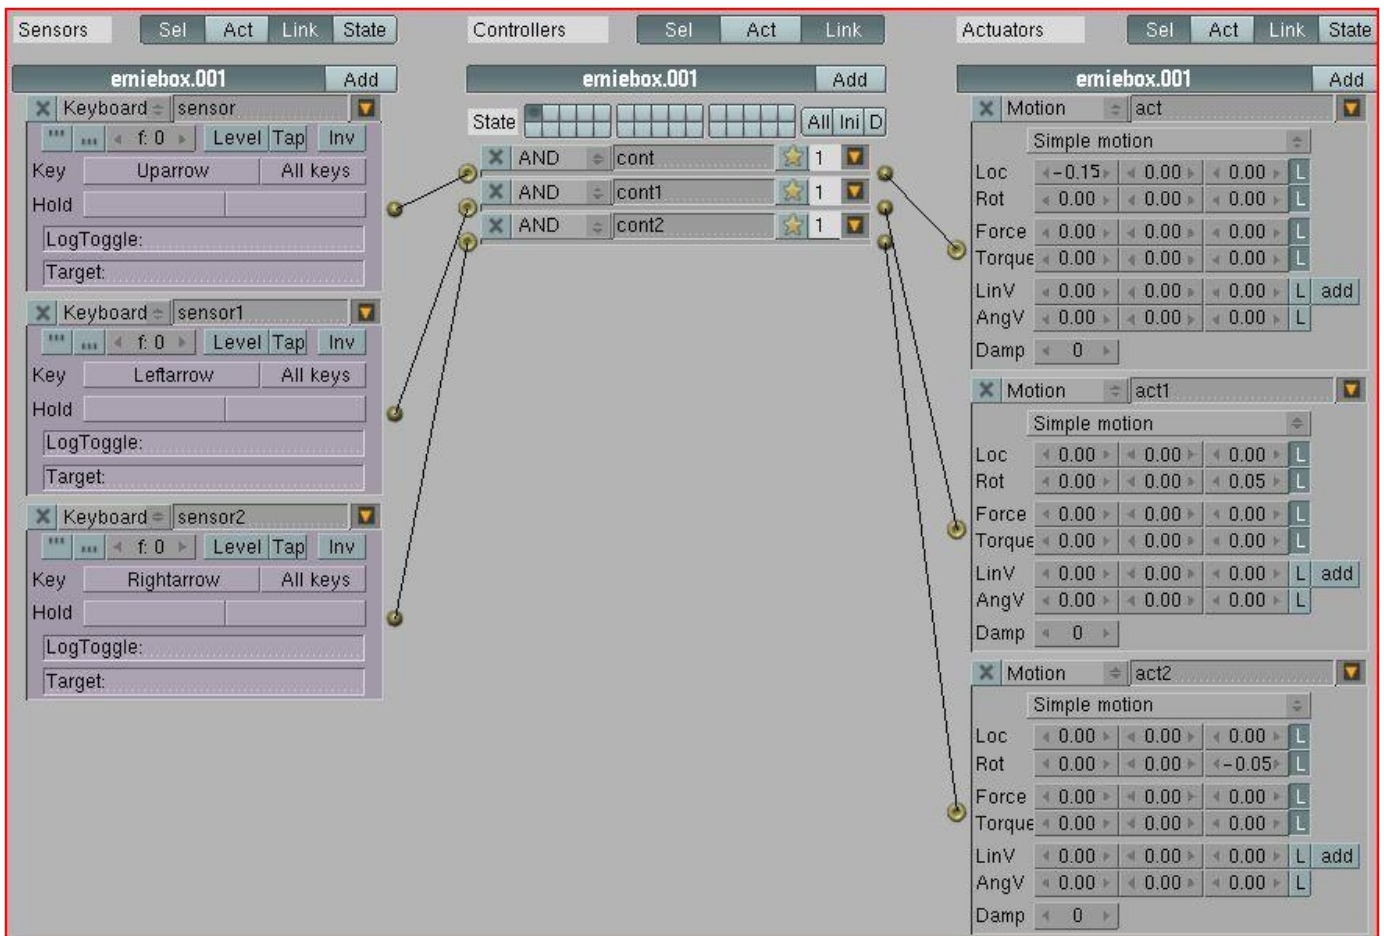 Sensors Sel Act Link State
erniebox.001 Add
Keyboard sensor
f: 0 Level Tap Inv
Key Uparrow All keys
Hold
LogToggle:
Target:
Keyboard sensor1
f: 0 Level Tap Inv
Key Leftarrow All keys
Hold
LogToggle:
Target:
Keyboard sensor2
f: 0 Level Tap Inv
Key Rightarrow All keys
Hold
LogToggle:
Target:
Controllers Sel Act Link
erniebox.001 Add
State All Ini D
AND cont 1
AND cont1 1
AND cont2 1
Actuators Sel Act Link State
erniebox.001 Add
Motion act
Simple motion
Loc -0.15 0.00 0.00 L
Rot 0.00 0.00 0.00 L
Force 0.00 0.00 0.00 L
Torque 0.00 0.00 0.00 L
LinV 0.00 0.00 0.00 L add
AngV 0.00 0.00 0.00 L
Damp 0
Motion act1
Simple motion
Loc 0.00 0.00 0.00 L
Rot 0.00 0.00 0.05 L
Force 0.00 0.00 0.00 L
Torque 0.00 0.00 0.00 L
LinV 0.00 0.00 0.00 L add
AngV 0.00 0.00 0.00 L
Damp 0
Motion act2
Simple motion
Loc 0.00 0.00 0.00 L
Rot 0.00 0.00 -0.05 L
Force 0.00 0.00 0.00 L
Torque 0.00 0.00 0.00 L
LinV 0.00 0.00 0.00 L add
AngV 0.00 0.00 0.00 L
Damp 0